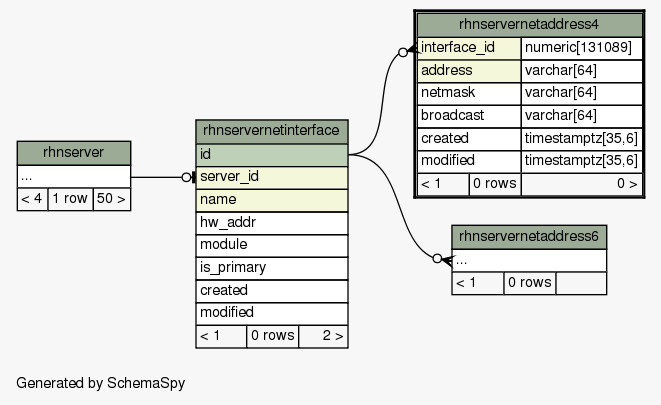 rhnservernetaddress4
interface_id numeric[131089]
address varchar[64]
netmask varchar[64]
broadcast varchar[64]
created timestamptz[35,6]
modified timestamptz[35,6]
< 1 0 rows 0 >
rhnservernetinterface
id
server_id
name
hw_addr
module
is_primary
created
modified
< 1 0 rows 2 >
rhnserver
...
< 4 1 row 50 >
rhnservernetaddress6
...
< 1 0 rows
Generated by SchemaSpy